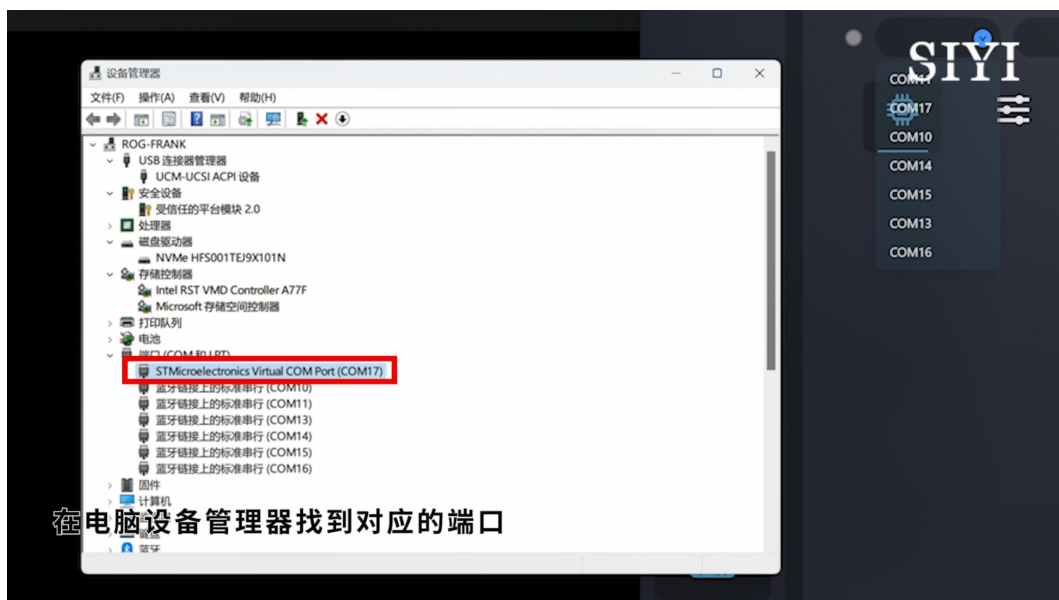 设备管理器
文件(F) 操作(A) 查看(V) 帮助(H)
ROG-FRANK
USB 连接器管理器
UCM-UCSI ACPI 设备
安全设备
受信任的平台模块 2.0
处理器
磁盘驱动器
NVMe HFS001TEJ9X101N
存储控制器
Intel RST VMD Controller A77F
Microsoft 存储空间控制器
打印队列
电池
端口 (COM 和 LPT)
STMicroelectronics Virtual COM Port (COM17)
蓝牙链接上的标准串行 (COM10)
蓝牙链接上的标准串行 (COM11)
蓝牙链接上的标准串行 (COM13)
蓝牙链接上的标准串行 (COM14)
蓝牙链接上的标准串行 (COM15)
蓝牙链接上的标准串行 (COM16)
固件
计算机
键盘
蓝牙
在电脑设备管理器找到对应的端口
SIYI
COM11
COM17
COM10
COM14
COM15
COM13
COM16